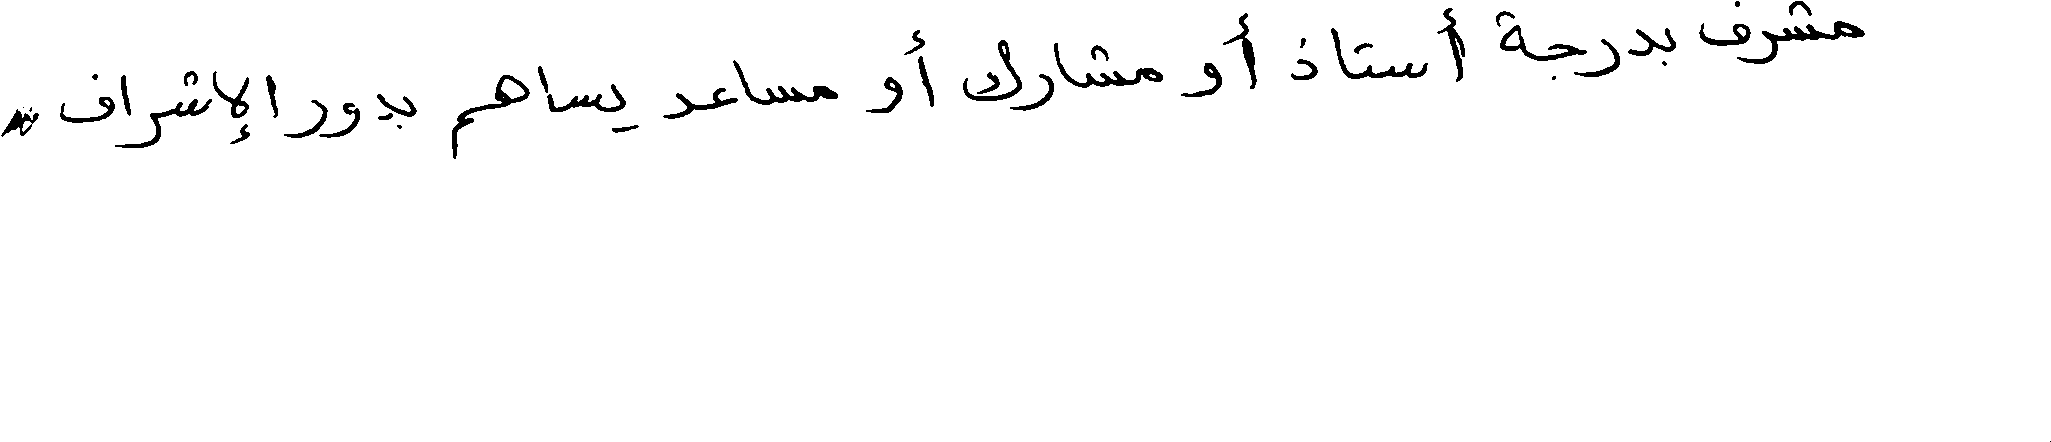 مشرف بدرجة أستاذ أو مشارك أو مساعد يساهم بدور الإشراف